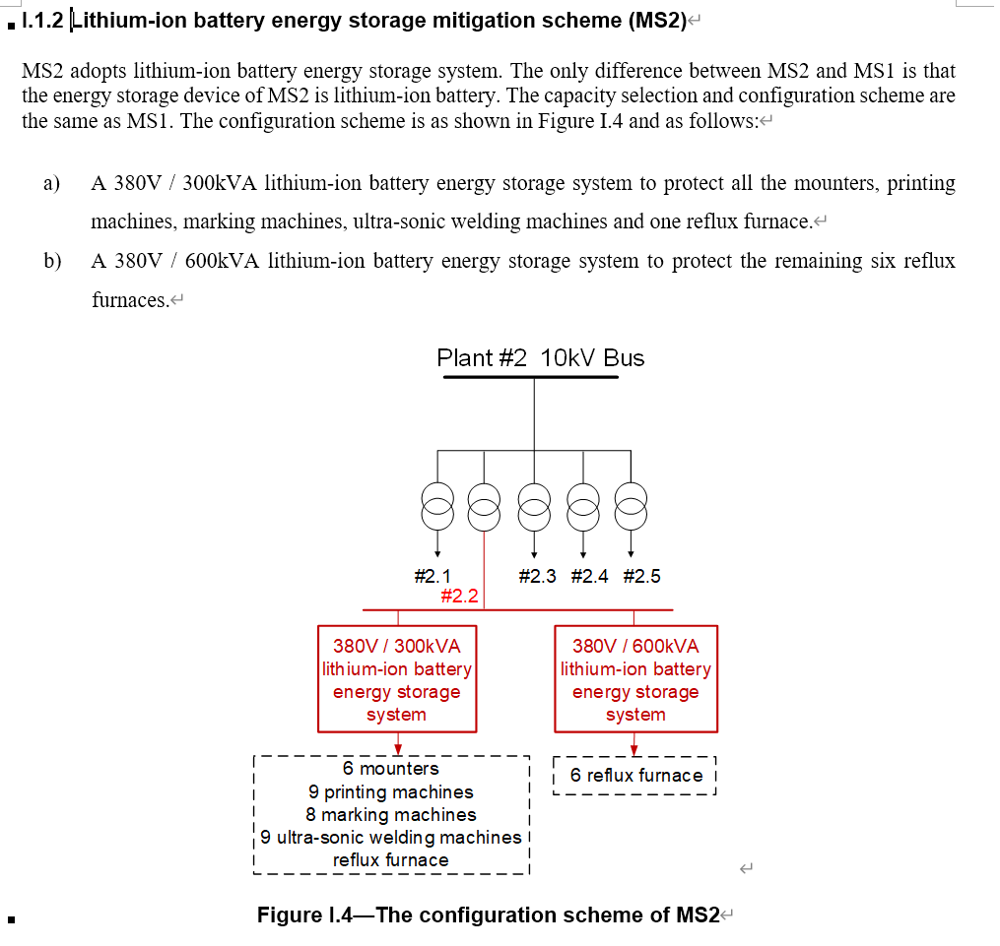 I.1.2 Lithium-ion battery energy storage mitigation scheme (MS2)
MS2 adopts lithium-ion battery energy storage system. The only difference between MS2 and MS1 is that
the energy storage device of MS2 is lithium-ion battery. The capacity selection and configuration scheme are
the same as MS1. The configuration scheme is as shown in Figure I.4 and as follows:
a) A 380V / 300kVA lithium-ion battery energy storage system to protect all the mounters, printing
machines, marking machines, ultra-sonic welding machines and one reflux furnace.
b) A 380V / 600kVA lithium-ion battery energy storage system to protect the remaining six reflux
furnaces.
Plant #2 10kV Bus
#2.1
#2.3 #2.4 #2.5
#2.2
380V / 300kVA
lithium-ion battery
energy storage
system
380V / 600kVA
lithium-ion battery
energy storage
system
6 mounters
9 printing machines
8 marking machines
9 ultra-sonic welding machines
reflux furnace
6 reflux furnace
Figure I.4—The configuration scheme of MS2